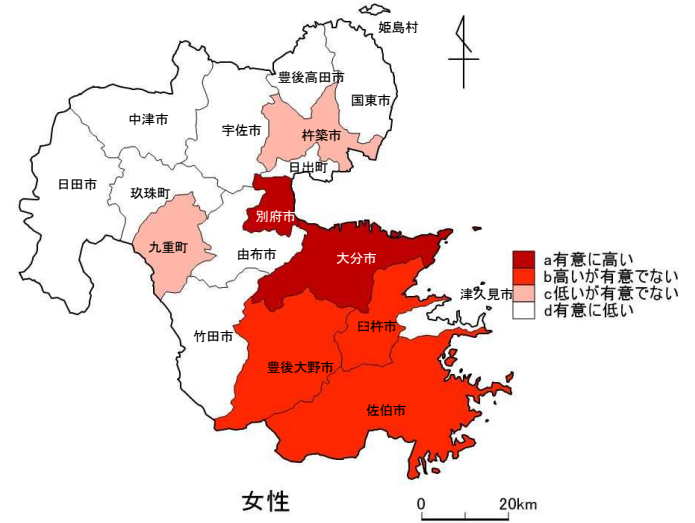 姫島村
豊後高田市
国東市
中津市
宇佐市
杵築市
日出町
日田市
玖珠町
別府市
九重町
由布市
大分市
a有意に高い
b高いが有意でない
c低いが有意でない
d有意に低い
津久見市
臼杵市
竹田市
豊後大野市
佐伯市
女性
0 20km